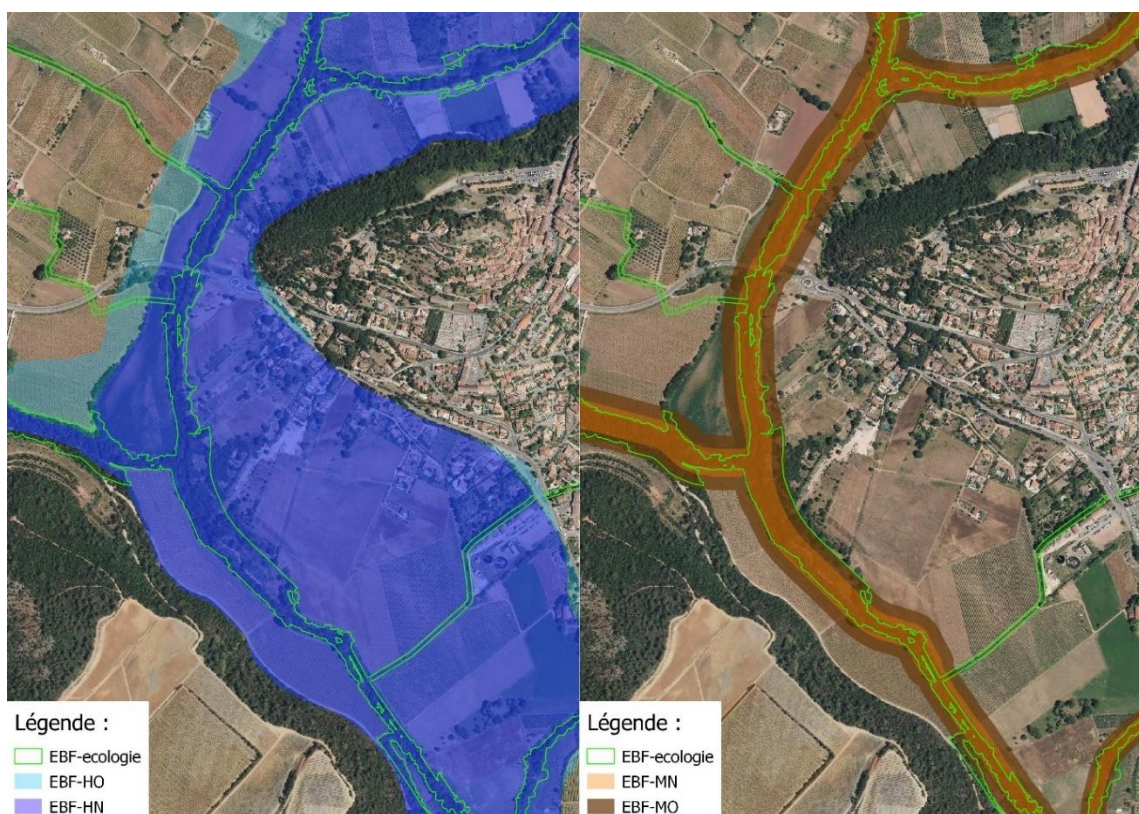 Légende :
EBF-ecologie
EBF-HO
EBF-HN
Légende :
EBF-ecologie
EBF-MN
EBF-MO